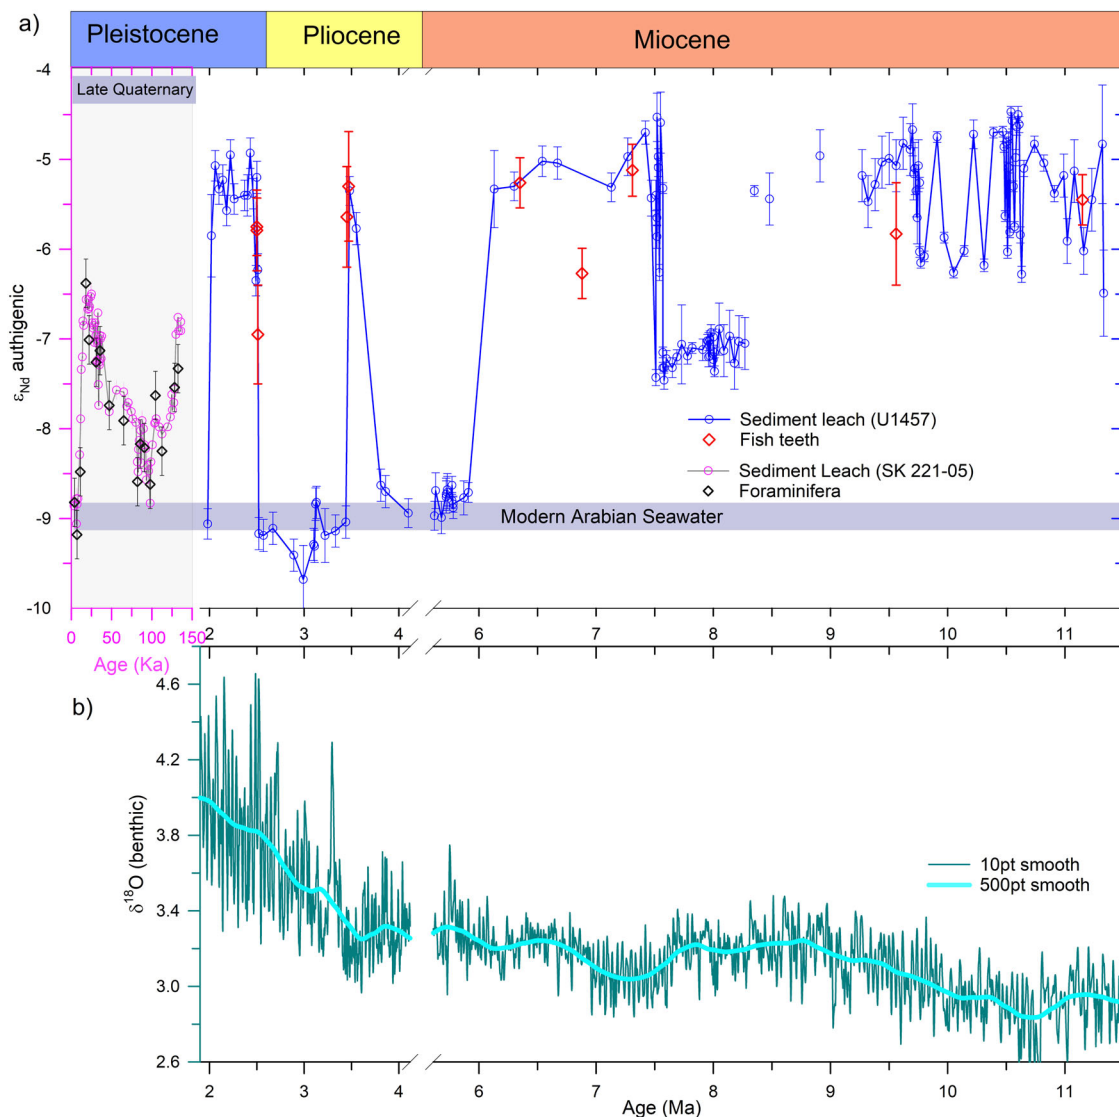 a)
Pleistocene
Pliocene
Miocene
Late Quaternary
-4
-5
-6
-7
-8
-9
-10
εNd authigenic
Sediment leach (U1457)
Fish teeth
Sediment Leach (SK 221-05)
Foraminifera
Modern Arabian Seawater
0 50 100 150
Age (Ka)
2 3 4 6 7 8 9 10 11
b)
4.6
4.2
3.8
3.4
3.0
2.6
δ18O (benthic)
10pt smooth
500pt smooth
2 3 4 6 7 8 9 10 11
Age (Ma)